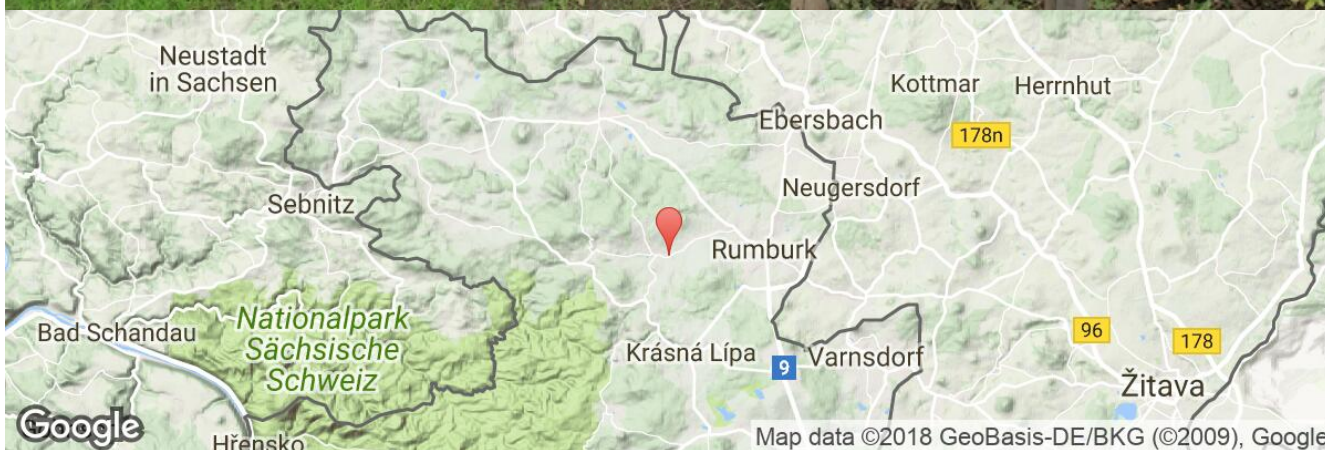 Neustadt
in Sachsen
Kottmar
Herrnhut
Ebersbach
178n
Sebnitz
Neugersdorf
Rumburk
Bad Schandau
Nationalpark
Sächsische
Schweiz
96
178
Krásná Lípa
9
Varnsdorf
Žitava
Google
Hřensko
Map data ©2018 GeoBasis-DE/BKG (©2009), Google